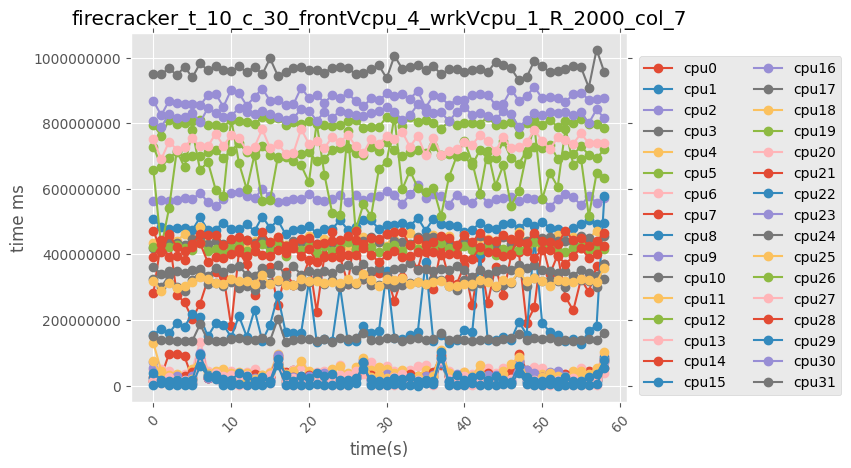 firecracker_t_10_c_30_frontVcpu_4_wrkVcpu_1_R_2000_col_7
time ms
1000000000
800000000
600000000
400000000
200000000
0
0
10
20
30
40
50
60
time(s)
cpu0
cpu1
cpu2
cpu3
cpu4
cpu5
cpu6
cpu7
cpu8
cpu9
cpu10
cpu11
cpu12
cpu13
cpu14
cpu15
cpu16
cpu17
cpu18
cpu19
cpu20
cpu21
cpu22
cpu23
cpu24
cpu25
cpu26
cpu27
cpu28
cpu29
cpu30
cpu31